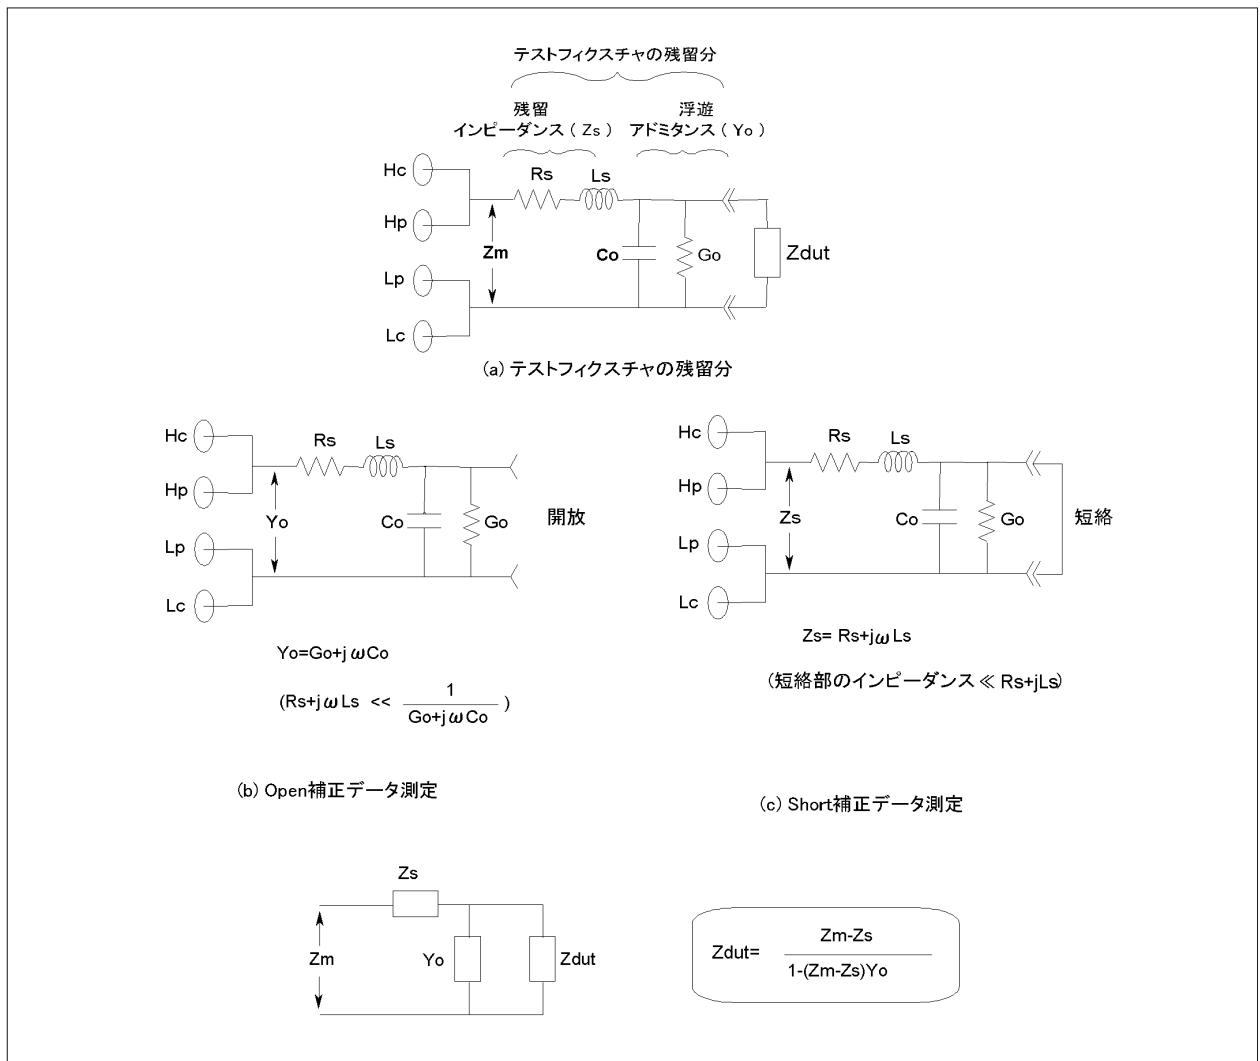 テストフィクスチャの残留分
残留
インピーダンス ( Zs )
浮遊
アドミタンス ( Yo )
Hc
Rs
Ls
Hp
Zm
Co
Go
Zdut
Lp
Lc
(a) テストフィクスチャの残留分
Hc
Rs
Ls
Hp
Yo
Co
Go
開放
Lp
Lc
Yo=Go+jωCo
(Rs+jωLs << 1 )
Go+jωCo
(b) Open補正データ測定
Hc
Rs
Ls
Hp
Zs
Co
Go
短絡
Lp
Lc
Zs= Rs+jωLs
(短絡部のインピーダンス ≪ Rs+jLs)
(c) Short補正データ測定
Zs
Zm
Yo
Zdut
Zm-Zs
Zdut=
1-(Zm-Zs)Yo